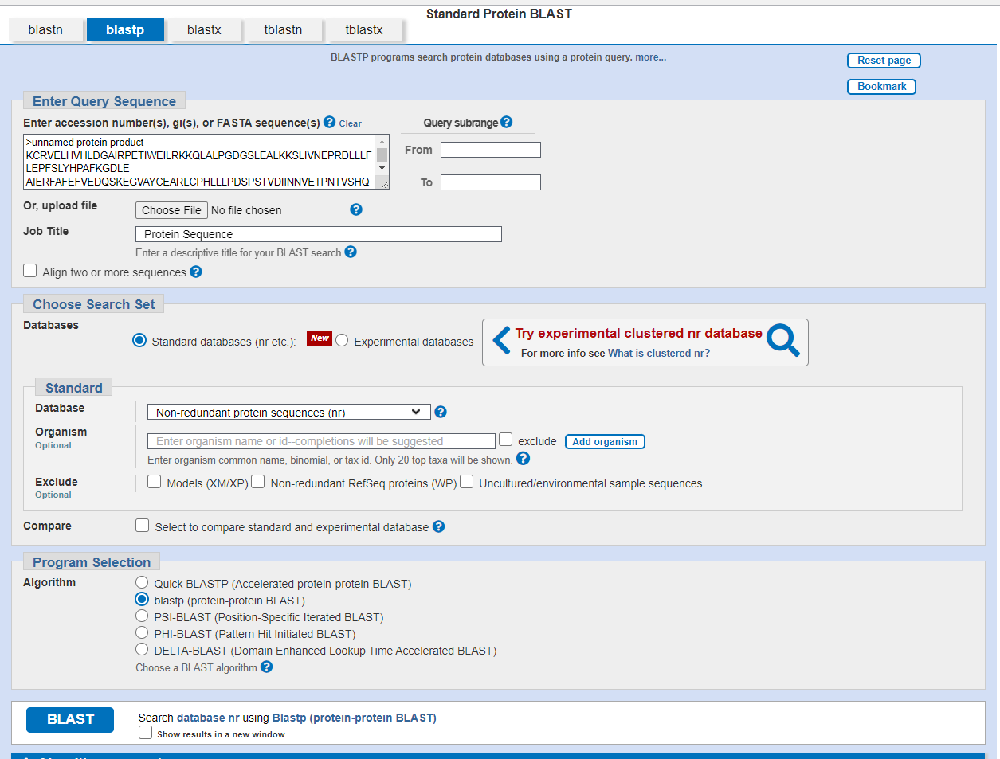 Standard Protein BLAST
blastn blastp blastx tblastn tblastx
BLASTP programs search protein databases using a protein query. more...
Reset page
Bookmark
Enter Query Sequence
Enter accession number(s), gi(s), or FASTA sequence(s) Clear
Query subrange
>unnamed protein product
KCRVELHVHLDGAIRPETIWEILRKKQLALPGDGSLEALKKSLIVNEPRDLLLF
LEPFSLYHPAFKGDLE
AIERFAFEFVEDQSKEGVAYCEARLCPHLLLPDSPSTVDIINNVETPNTVSHQ
From
To
Or, upload file
Choose File No file chosen
Job Title
Protein Sequence
Enter a descriptive title for your BLAST search
Align two or more sequences
Choose Search Set
Databases
Standard databases (nr etc.): New Experimental databases
Try experimental clustered nr database
For more info see What is clustered nr?
Standard
Database
Non-redundant protein sequences (nr)
Organism
Optional
Enter organism name or id--completions will be suggested
exclude Add organism
Enter organism common name, binomial, or tax id. Only 20 top taxa will be shown.
Exclude
Optional
Models (XM/XP) Non-redundant RefSeq proteins (WP) Uncultured/environmental sample sequences
Compare
Select to compare standard and experimental database
Program Selection
Algorithm
Quick BLASTP (Accelerated protein-protein BLAST)
blastp (protein-protein BLAST)
PSI-BLAST (Position-Specific Iterated BLAST)
PHI-BLAST (Pattern Hit Initiated BLAST)
DELTA-BLAST (Domain Enhanced Lookup Time Accelerated BLAST)
Choose a BLAST algorithm
BLAST
Search database nr using Blastp (protein-protein BLAST)
Show results in a new window